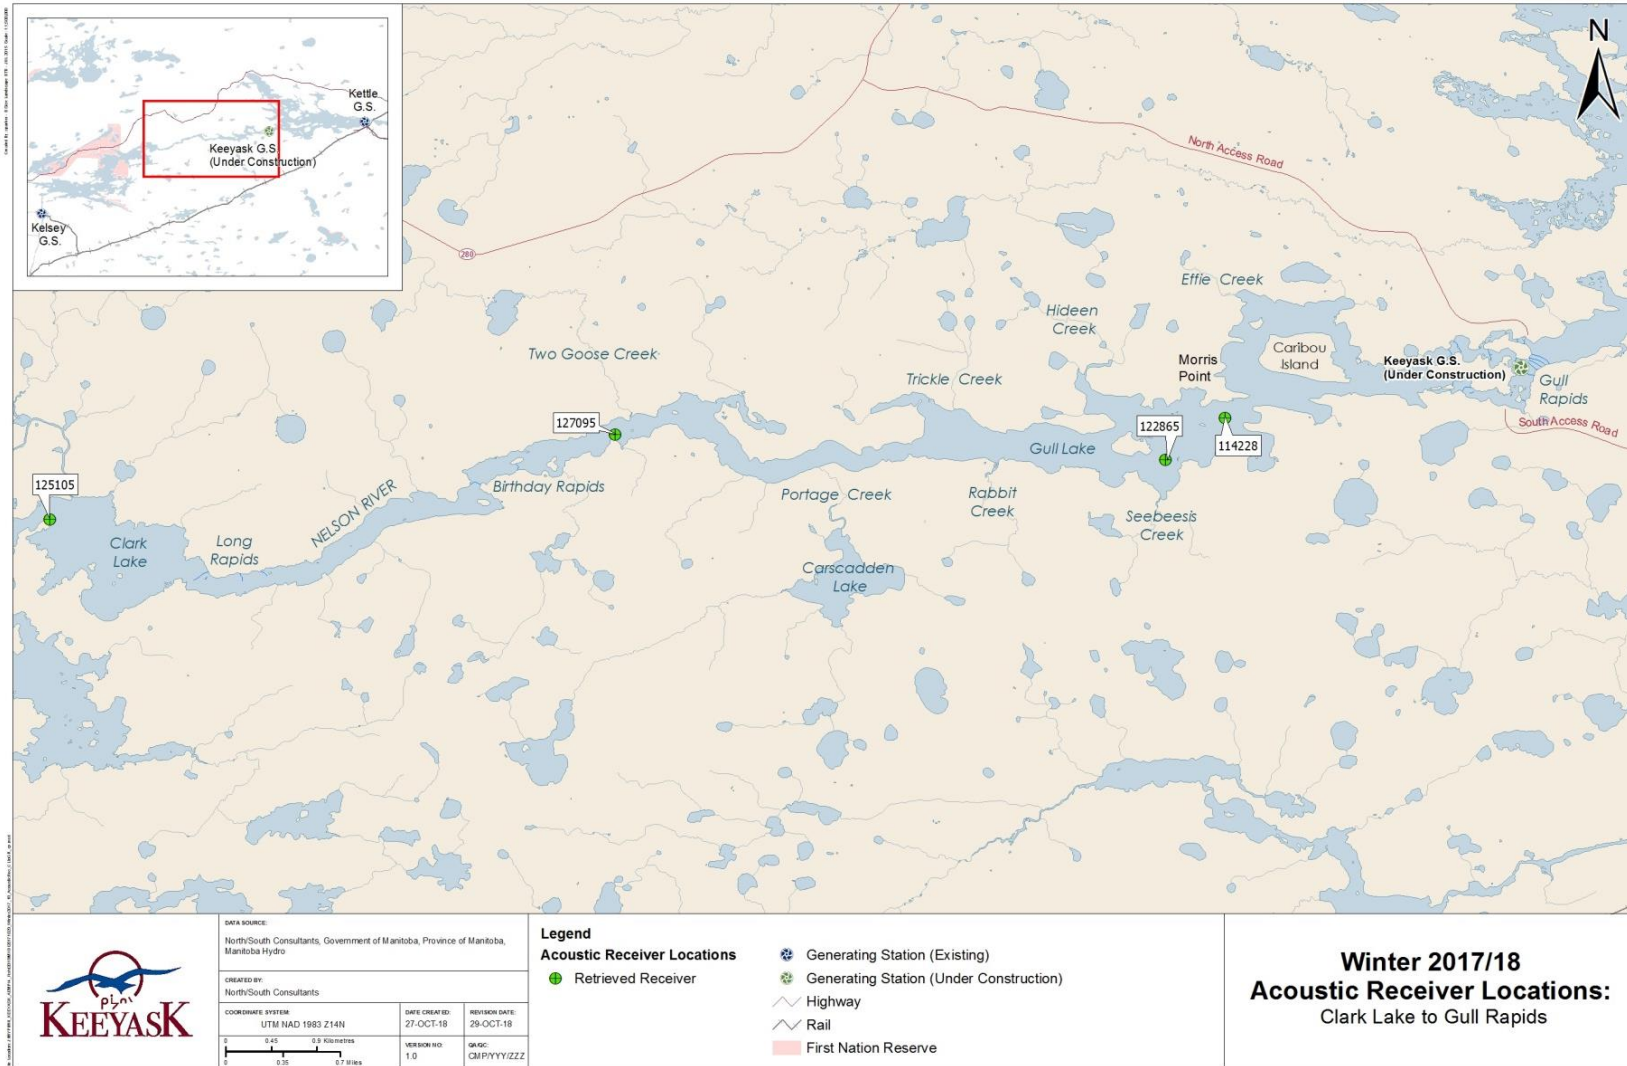 Kettle
G.S.
Keeyask G.S.
(Under Construction)
Kelsey
G.S.
N
North Access Road
280
Effie Creek
Hideen
Creek
Caribou
Island
Morris
Point
Keeyask G.S.
(Under Construction)
Gull
Rapids
South Access Road
Two Goose Creek
Trickle Creek
127095
122865
114228
Gull Lake
125105
Birthday Rapids
NELSON RIVER
Portage Creek
Rabbit
Creek
Seebeesis
Creek
Clark
Lake
Long
Rapids
Carscadden
Lake
KEEYASK
DATA SOURCE:
North/South Consultants, Government of Manitoba, Province of Manitoba,
Manitoba Hydro
CREATED BY:
North/South Consultants
COORDINATE SYSTEM:
UTM NAD 1983 Z14N
DATE CREATED:
27-OCT-18
REVISION DATE:
29-OCT-18
0 0.45 0.9 Kilometres
0 0.35 0.7 Miles
VERSION NO:
1.0
QA/QC:
CMP/YYY/ZZZ
Legend
Acoustic Receiver Locations
Retrieved Receiver
Generating Station (Existing)
Generating Station (Under Construction)
Highway
Rail
First Nation Reserve
Winter 2017/18
Acoustic Receiver Locations:
Clark Lake to Gull Rapids